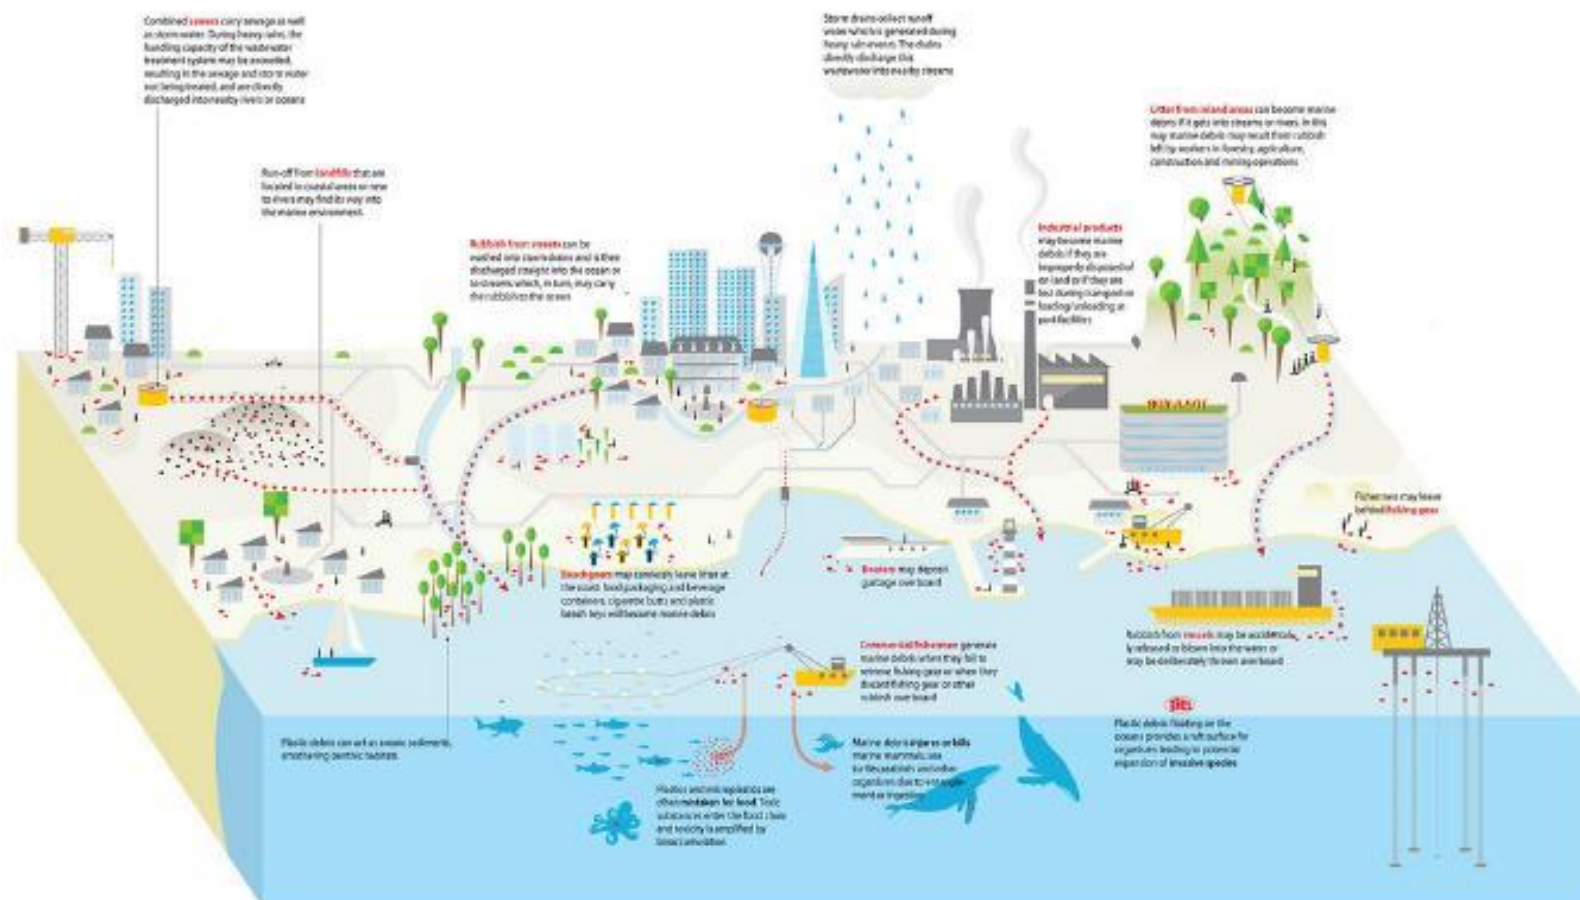 Combined sewers carry sewage as well
as storm water. During heavy rains, the
handling capacity of the wastewater
treatment system may be exceeded,
resulting in the sewage and storm water
not being treated, and are directly
discharged into nearby rivers or oceans
Storm drains collect runoff
water which is generated during
heavy rain events. The drains
directly discharge this
wastewater into nearby streams
Litter from inland areas can become marine
debris if it gets into streams or rivers. In this
way marine debris may result from rubbish
left by workers in forestry, agriculture,
construction and mining operations
Run-off from landfills that are
located in coastal areas or near
to rivers may find its way into
the marine environment.
Rubbish from streets can be
washed into storm drains and is then
discharged straight into the ocean or
to streams which, in turn, may carry
the rubbish to the ocean
Industrial products
may become marine
debris if they are
improperly disposed of
on land or if they are
lost during transport or
loading/unloading at
port facilities
Fishermen may leave
behind fishing gear
Beachgoers may carelessly leave litter at
the coast: food packaging and beverage
containers, cigarette butts and plastic
beach toys will become marine debris
Boaters may deposit
garbage overboard
Commercial fishermen generate
marine debris when they fail to
retrieve fishing gear or when they
discard fishing gear or other
rubbish overboard
Rubbish from vessels may be accidental-
ly released or blown into the water or
may be deliberately thrown overboard
Plastic debris can act as oceanic sediments,
smothering benthic habitats
Plastics and microplastics are
often mistaken for food. Toxic
substances enter the food chain
and toxicity is amplified by
bioaccumulation
Marine debris injures or kills
marine mammals, sea
turtles, seabirds and other
organisms due to entangle-
ment or ingestion
Plastic debris floating on the
oceans provides a raft surface for
organisms leading to potential
expansion of invasive species